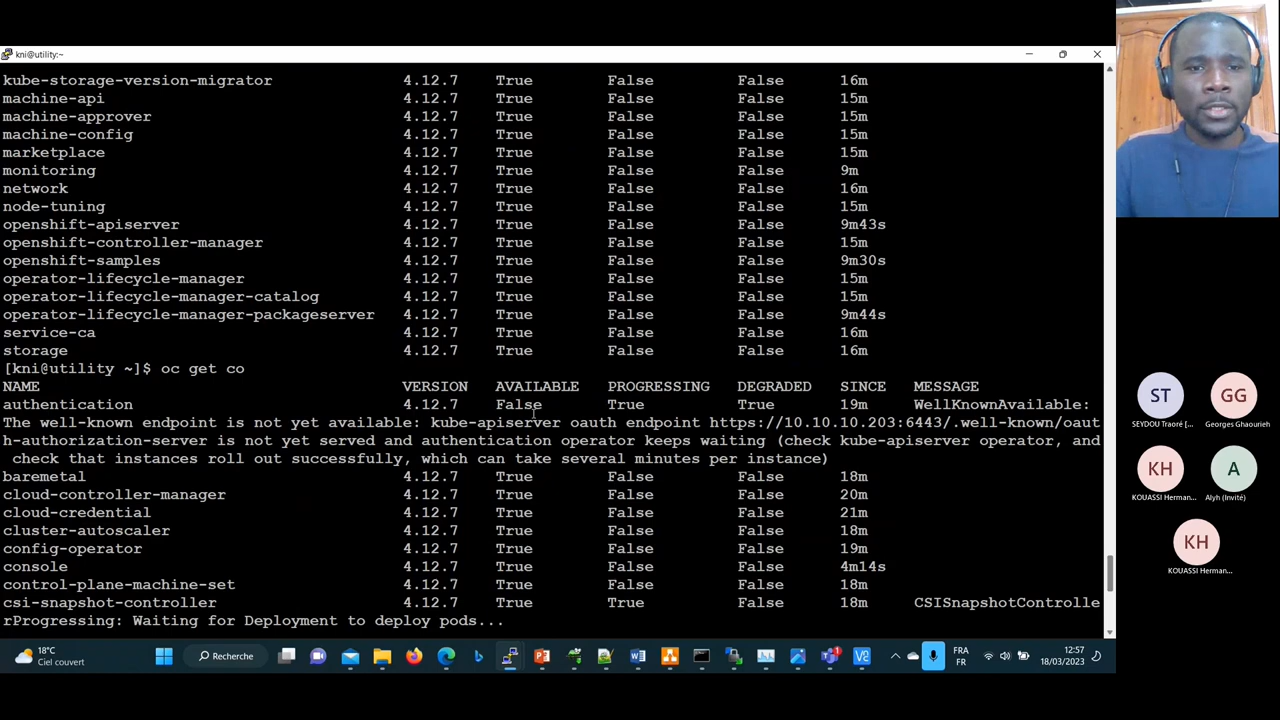 kni@utility:~
kube-storage-version-migrator 4.12.7 True False False 16m
machine-api 4.12.7 True False False 15m
machine-approver 4.12.7 True False False 15m
machine-config 4.12.7 True False False 15m
marketplace 4.12.7 True False False 15m
monitoring 4.12.7 True False False 9m
network 4.12.7 True False False 16m
node-tuning 4.12.7 True False False 15m
openshift-apiserver 4.12.7 True False False 9m43s
openshift-controller-manager 4.12.7 True False False 15m
openshift-samples 4.12.7 True False False 9m30s
operator-lifecycle-manager 4.12.7 True False False 15m
operator-lifecycle-manager-catalog 4.12.7 True False False 15m
operator-lifecycle-manager-packageserver 4.12.7 True False False 9m44s
service-ca 4.12.7 True False False 16m
storage 4.12.7 True False False 16m
[kni@utility ~]$ oc get co
NAME VERSION AVAILABLE PROGRESSING DEGRADED SINCE MESSAGE
authentication 4.12.7 False True True 19m WellKnownAvailable:
The well-known endpoint is not yet available: kube-apiserver oauth endpoint https://10.10.10.203:6443/.well-known/oaut
h-authorization-server is not yet served and authentication operator keeps waiting (check kube-apiserver operator, and
check that instances roll out successfully, which can take several minutes per instance)
baremetal 4.12.7 True False False 18m
cloud-controller-manager 4.12.7 True False False 20m
cloud-credential 4.12.7 True False False 21m
cluster-autoscaler 4.12.7 True False False 18m
config-operator 4.12.7 True False False 19m
console 4.12.7 True False False 4m14s
control-plane-machine-set 4.12.7 True False False 18m
csi-snapshot-controller 4.12.7 True True False 18m CSISnapshotControlle
rProgressing: Waiting for Deployment to deploy pods...
ST
SEYDOU Traoré [...
GG
Georges Ghaourieh
KH
KOUASSI Herman...
A
Alyh (Invité)
KH
KOUASSI Herman...
18°C
Ciel couvert
Recherche
1
FRA
FR
12:57
18/03/2023